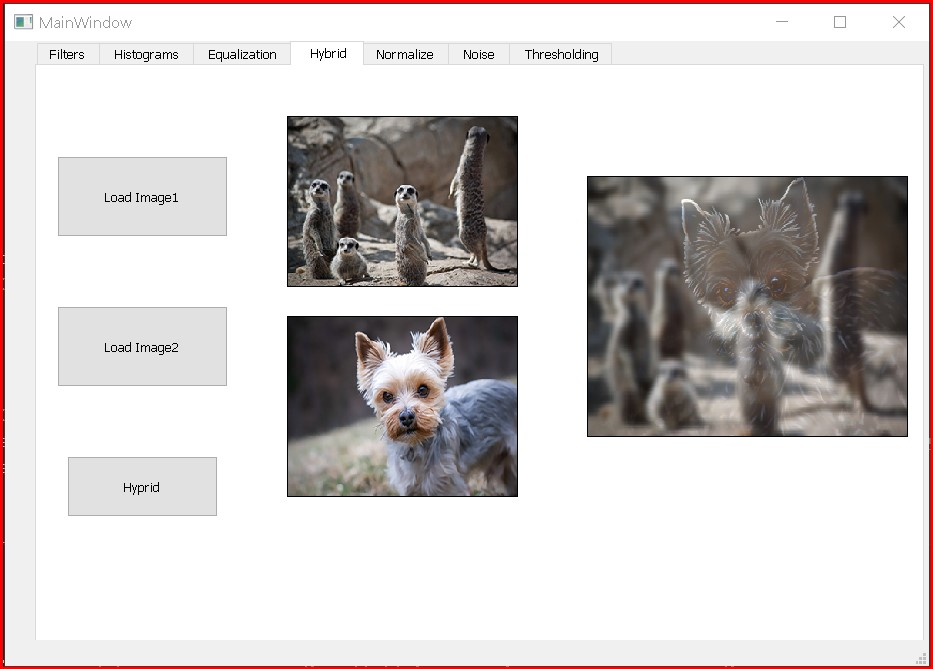 MainWindow
Filters Histograms Equalization Hybrid Normalize Noise Thresholding
Load Image1
Load Image2
Hyprid